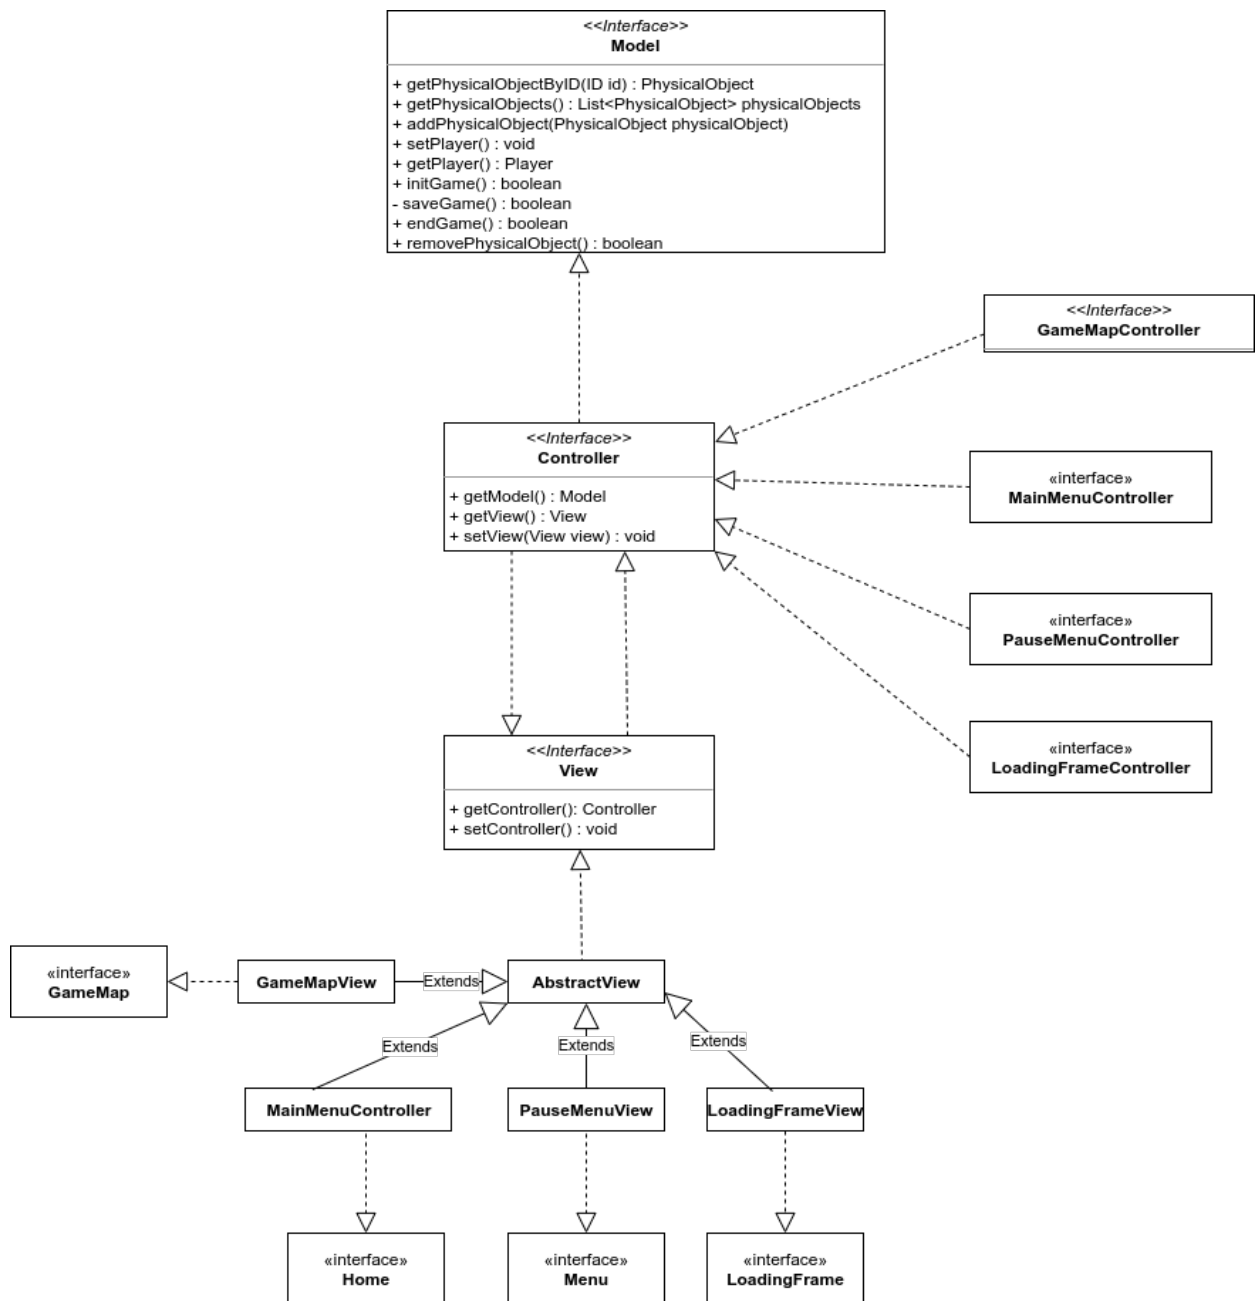 <<Interface>>
Model
+ getPhysicalObjectByID(ID id) : PhysicalObject
+ getPhysicalObjects() : List<PhysicalObject> physicalObjects
+ addPhysicalObject(PhysicalObject physicalObject)
+ setPlayer() : void
+ getPlayer() : Player
+ initGame() : boolean
- saveGame() : boolean
+ endGame() : boolean
+ removePhysicalObject() : boolean
<<Interface>>
GameMapController
<<Interface>>
Controller
+ getModel() : Model
+ getView() : View
+ setView(View view) : void
«interface»
MainMenuController
«interface»
PauseMenuController
«interface»
LoadingFrameController
<<Interface>>
View
+ getController(): Controller
+ setController() : void
«interface»
GameMap
GameMapView
Extends
AbstractView
Extends
Extends
Extends
MainMenuController
PauseMenuView
LoadingFrameView
«interface»
Home
«interface»
Menu
«interface»
LoadingFrame